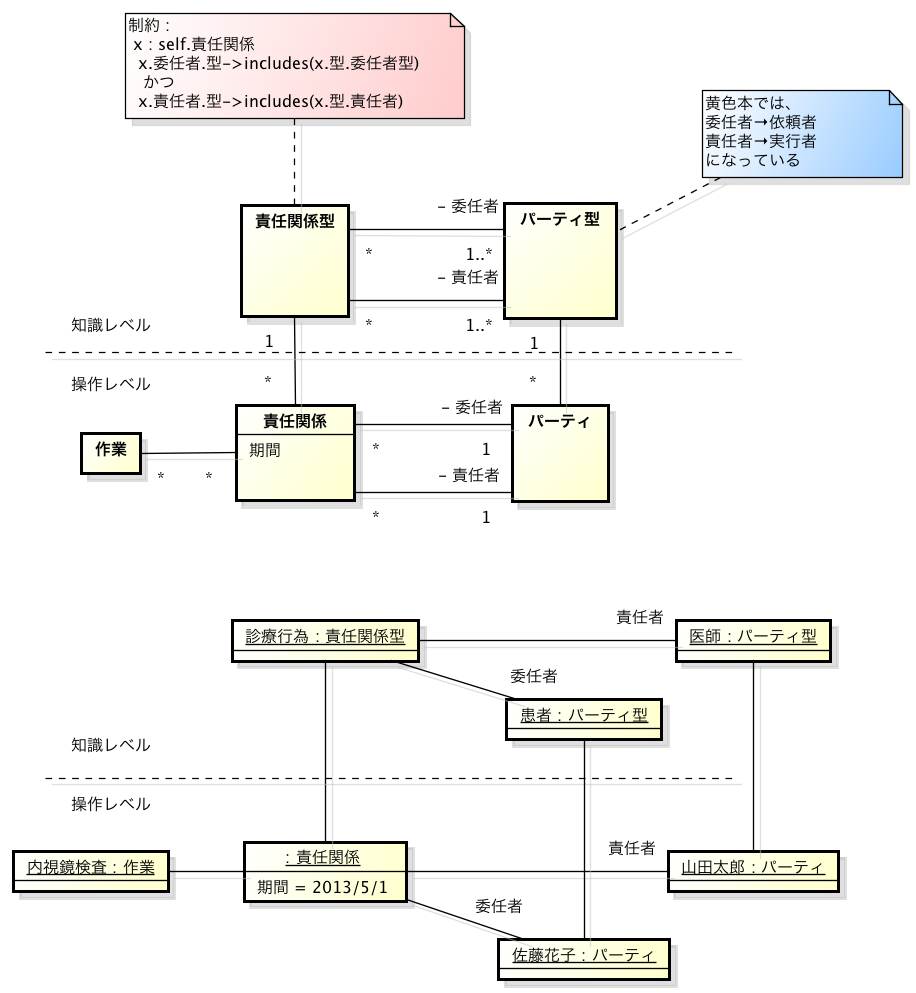 制約：
x：self.責任関係
x.委任者.型->includes(x.型.委任者型)
かつ
x.責任者.型->includes(x.型.責任者)
黄色本では、
委任者→依頼者
責任者→実行者
になっている
責任関係型
– 委任者
パーティ型
*
1..*
– 責任者
*
1..*
知識レベル
1
1
操作レベル
*
*
責任関係
– 委任者
パーティ
作業
期間
*
1
*
*
– 責任者
*
1
責任者
診療行為：責任関係型
医師：パーティ型
委任者
患者：パーティ型
知識レベル
操作レベル
責任者
：責任関係
内視鏡検査：作業
山田太郎：パーティ
期間 = 2013/5/1
委任者
佐藤花子：パーティ